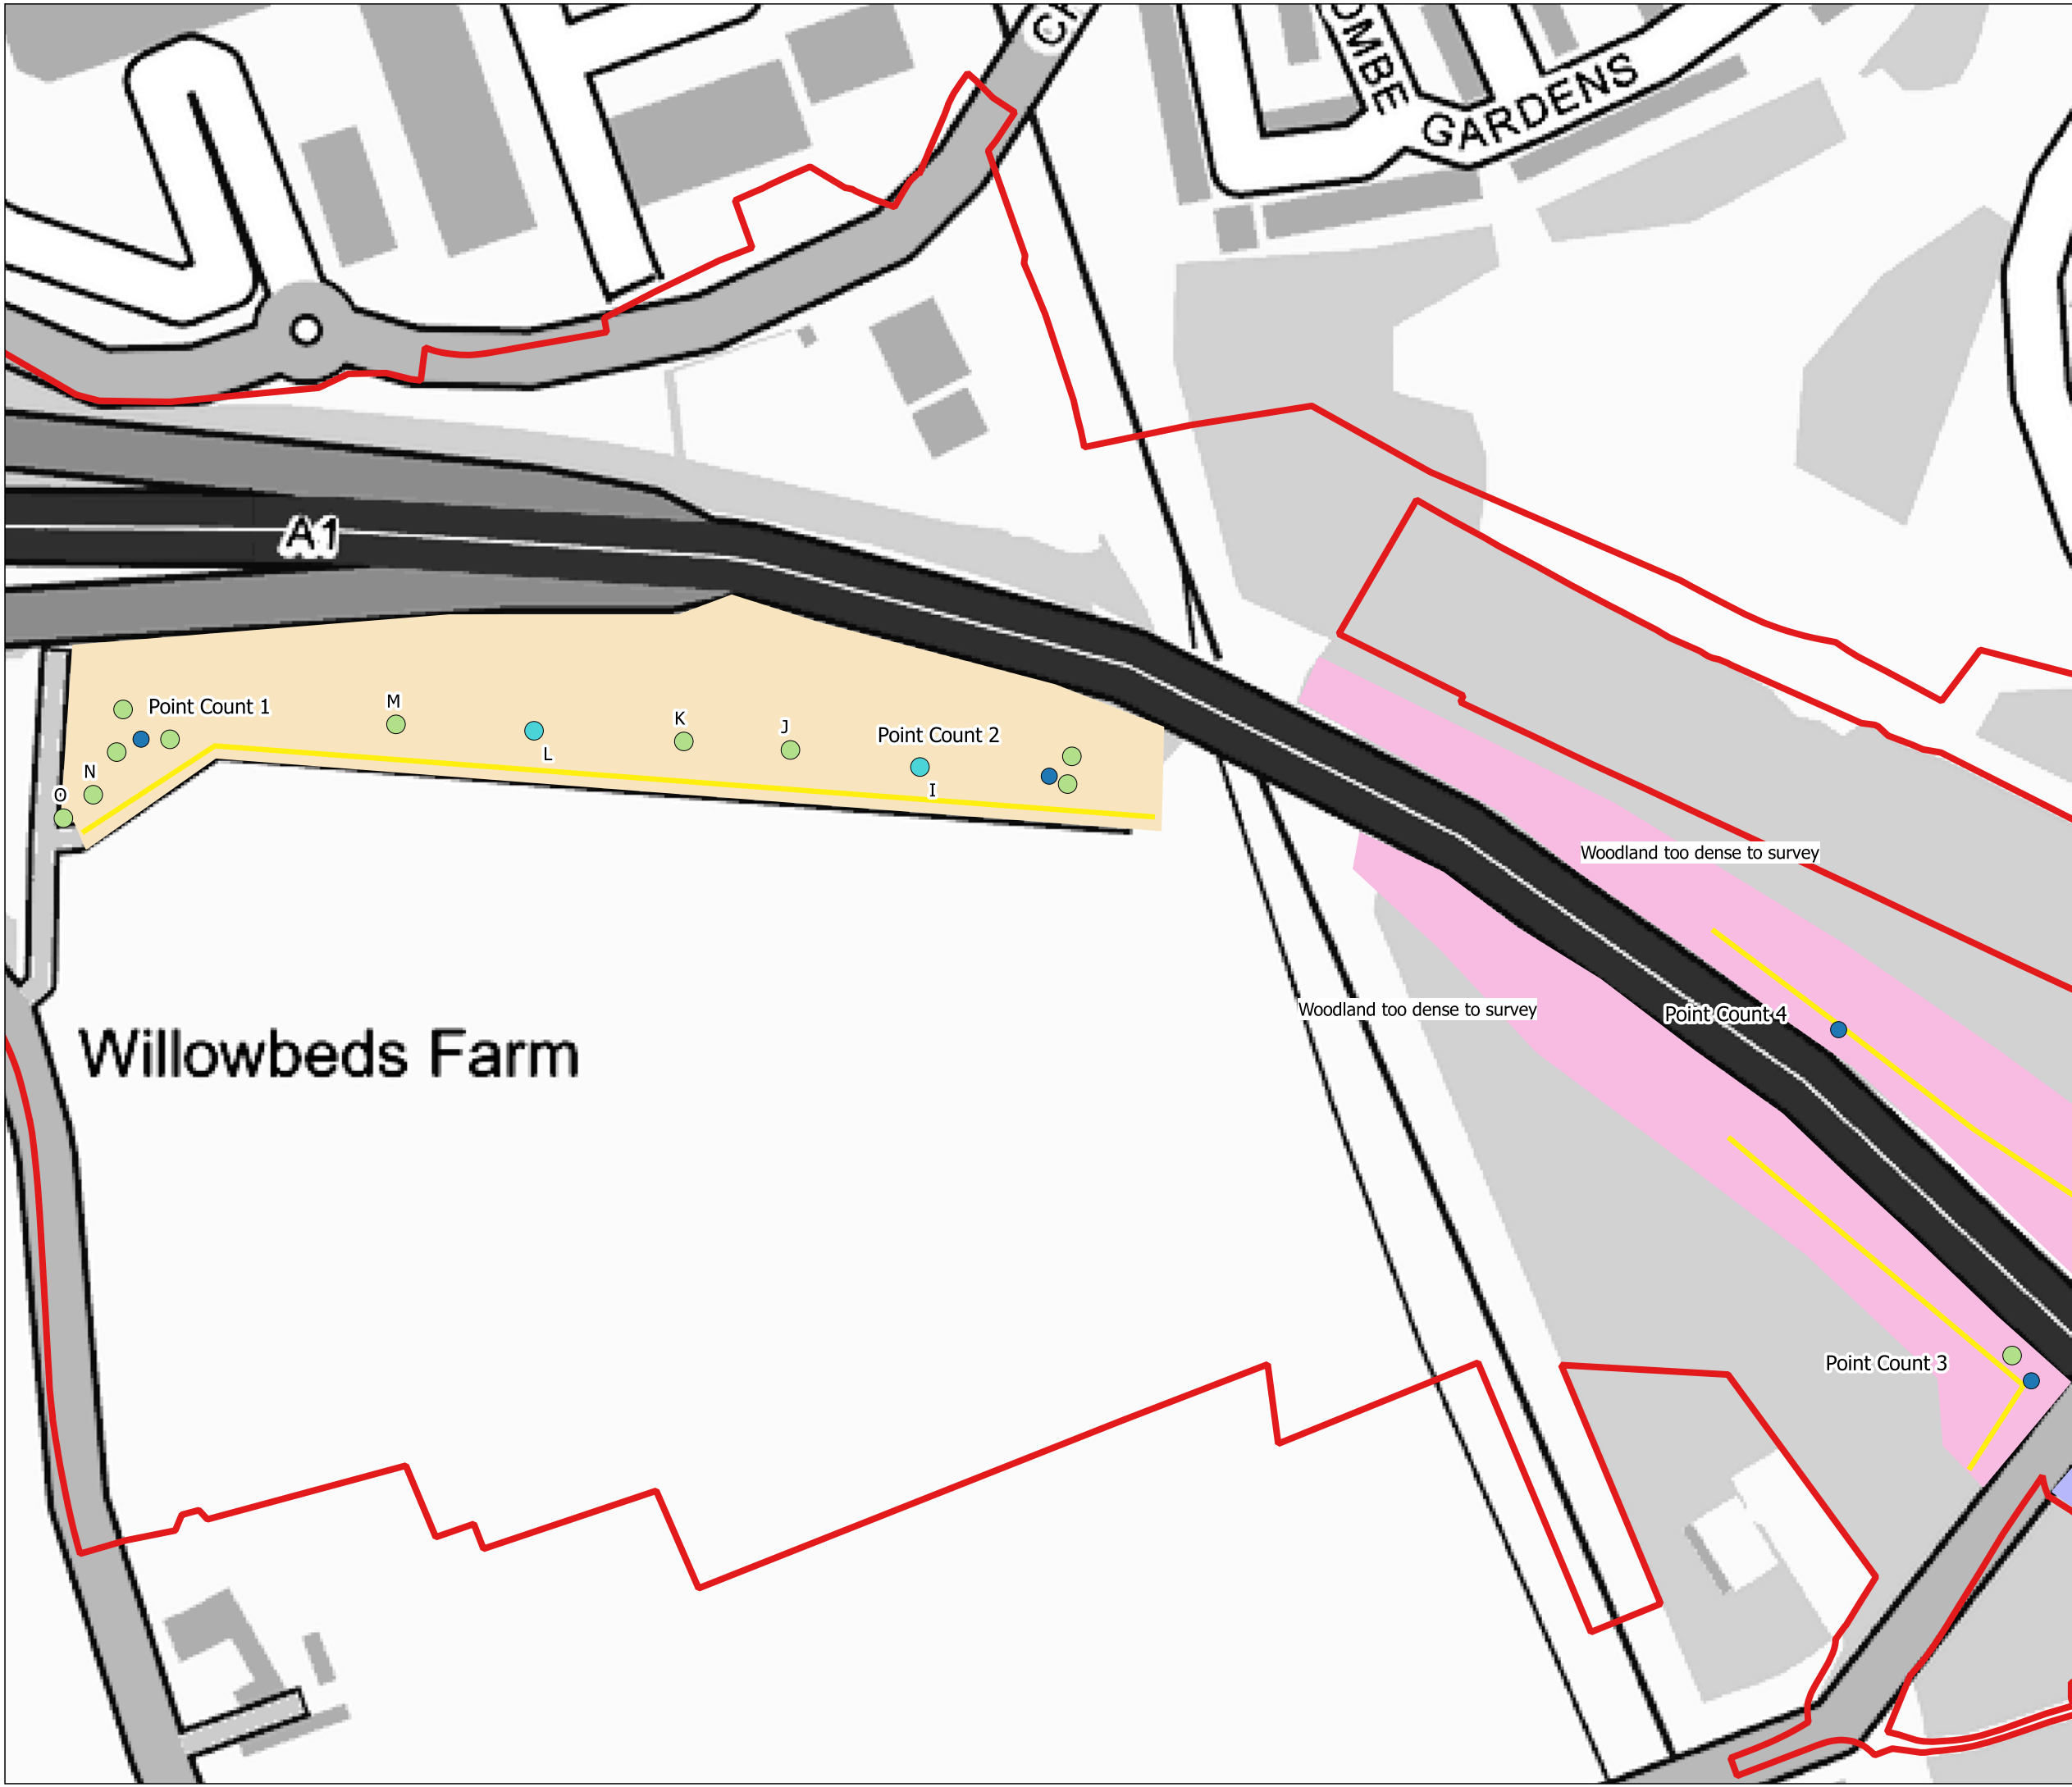 OMBE
GARDENS
A1
Point Count 1
M
K
J
Point Count 2
L
I
N
O
Woodland too dense to survey
Woodland too dense to survey
Point Count 4
Willowbeds Farm
Point Count 3